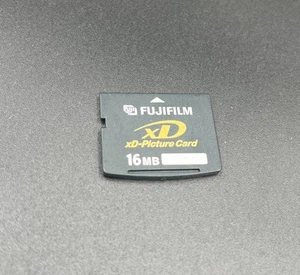 FUJIFILM
xD
xD-Picture Card
16MB